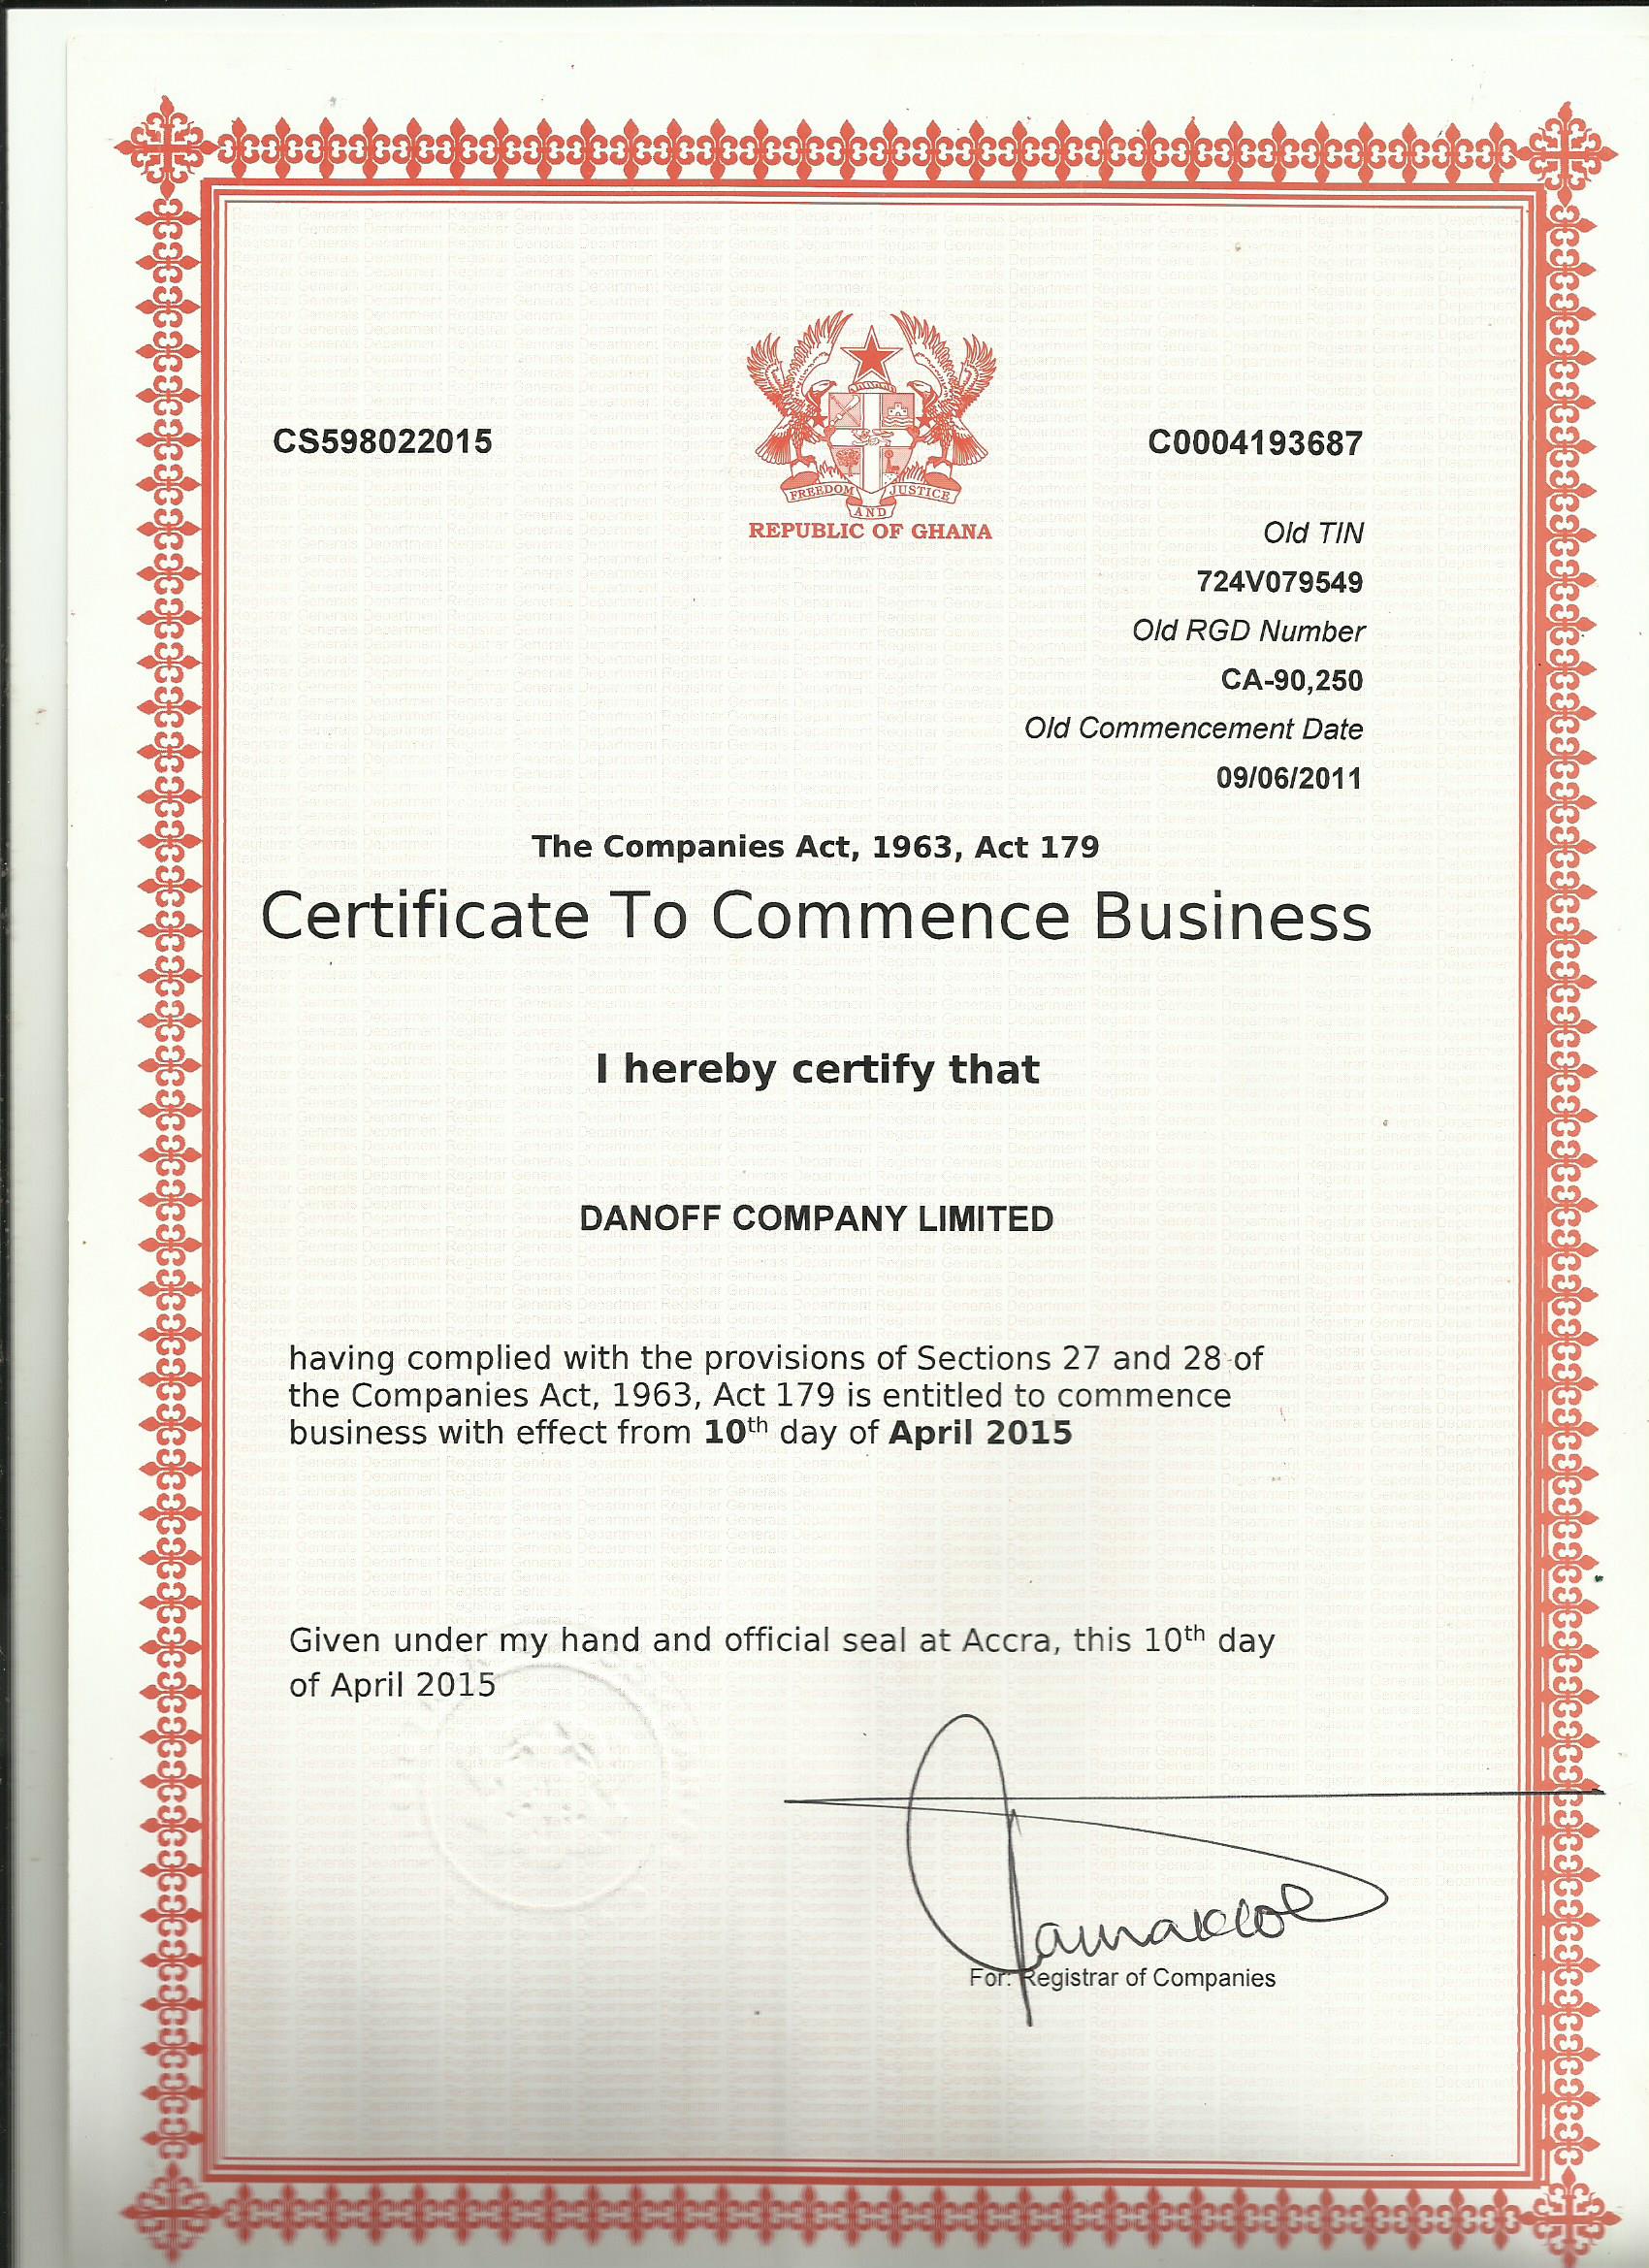 CS598022015
C0004193687
FREEDOM AND JUSTICE
REPUBLIC OF GHANA
Old TIN
724V079549
Old RGD Number
CA-90,250
Old Commencement Date
09/06/2011
The Companies Act, 1963, Act 179
Certificate To Commence Business
I hereby certify that
DANOFF COMPANY LIMITED
having complied with the provisions of Sections 27 and 28 of
the Companies Act, 1963, Act 179 is entitled to commence
business with effect from 10th day of April 2015
Given under my hand and official seal at Accra, this 10th day
of April 2015
For: Registrar of Companies